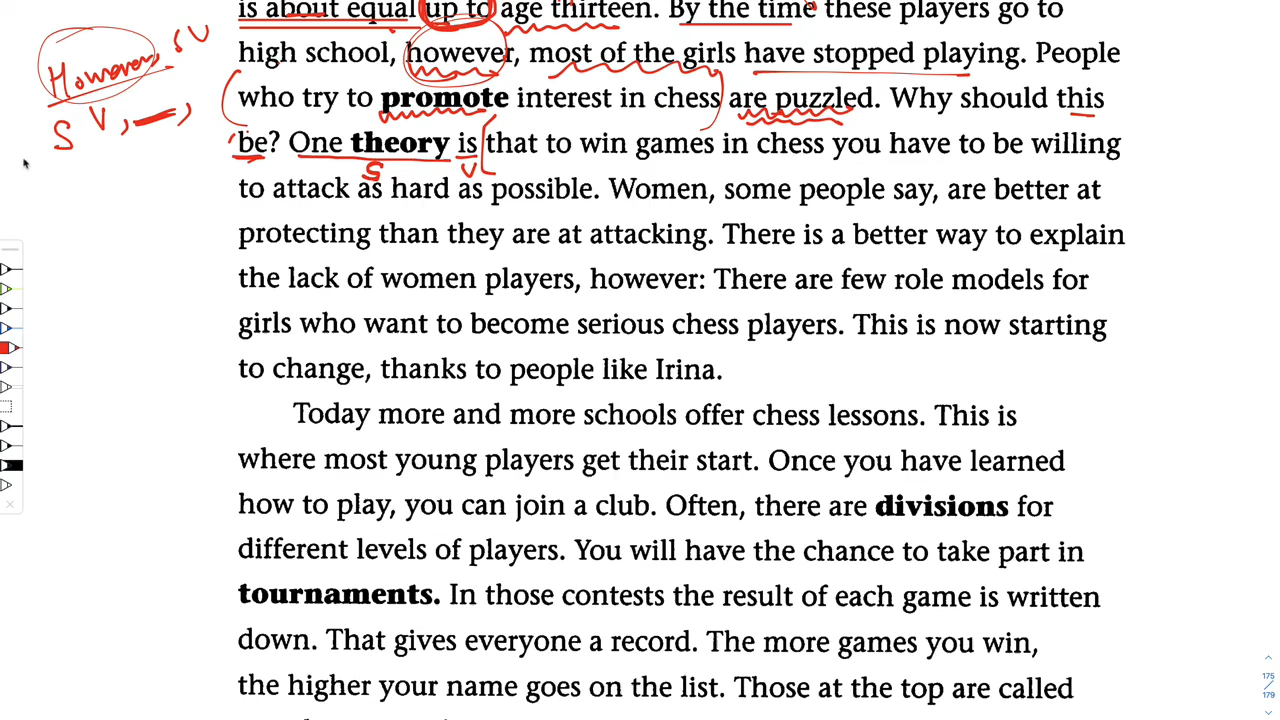 is about equal up to age thirteen. By the time these players go to
However, SV
high school, however, most of the girls have stopped playing. People
S V, —,
who try to promote interest in chess are puzzled. Why should this
be? One theory is that to win games in chess you have to be willing
S V
to attack as hard as possible. Women, some people say, are better at
protecting than they are at attacking. There is a better way to explain
the lack of women players, however: There are few role models for
girls who want to become serious chess players. This is now starting
to change, thanks to people like Irina.
Today more and more schools offer chess lessons. This is
where most young players get their start. Once you have learned
how to play, you can join a club. Often, there are divisions for
different levels of players. You will have the chance to take part in
tournaments. In those contests the result of each game is written
down. That gives everyone a record. The more games you win,
the higher your name goes on the list. Those at the top are called
175
179